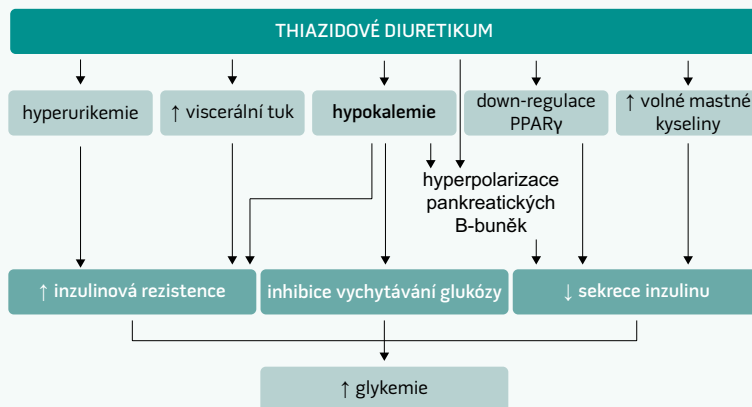 THIAZIDOVÉ DIURETIKUM
hyperurikemie
↑ viscerální tuk
hypokalemie
down-regulace
PPARγ
↑ volné mastné
kyseliny
hyperpolarizace
pankreatických
B-buněk
↑ inzulinová rezistence
inhibice vychytávání glukózy
↓ sekrece inzulinu
↑ glykemie